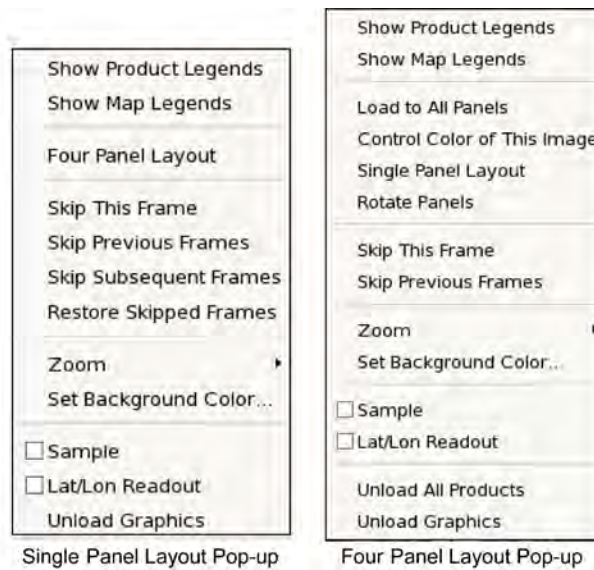 Show Product Legends
Show Map Legends
Four Panel Layout
Skip This Frame
Skip Previous Frames
Skip Subsequent Frames
Restore Skipped Frames
Zoom
Set Background Color...
Sample
Lat/Lon Readout
Unload Graphics
Single Panel Layout Pop-up
Show Product Legends
Show Map Legends
Load to All Panels
Control Color of This Image
Single Panel Layout
Rotate Panels
Skip This Frame
Skip Previous Frames
Zoom
Set Background Color...
Sample
Lat/Lon Readout
Unload All Products
Unload Graphics
Four Panel Layout Pop-up